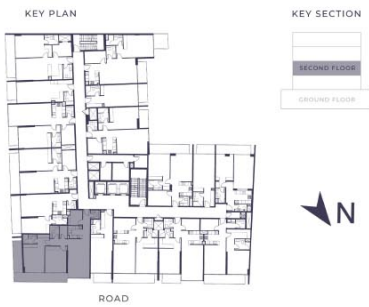 KEY PLAN
KEY SECTION
SECOND FLOOR
GROUND FLOOR
N
ROAD